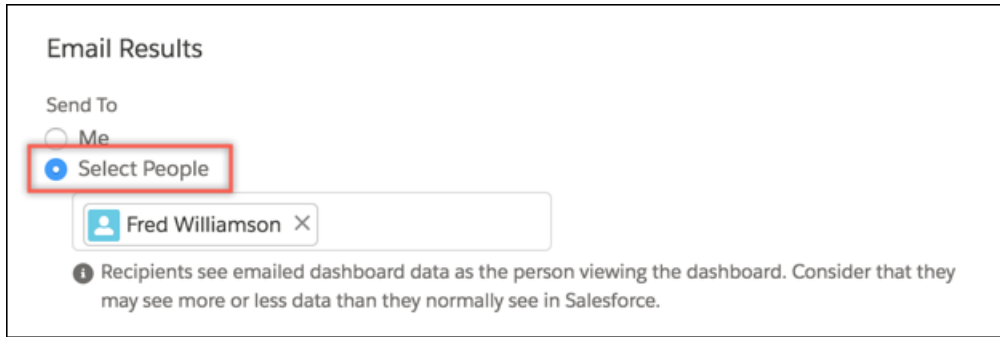 Email Results
Send To
Me
Select People
Fred Williamson
Recipients see emailed dashboard data as the person viewing the dashboard. Consider that they
may see more or less data than they normally see in Salesforce.